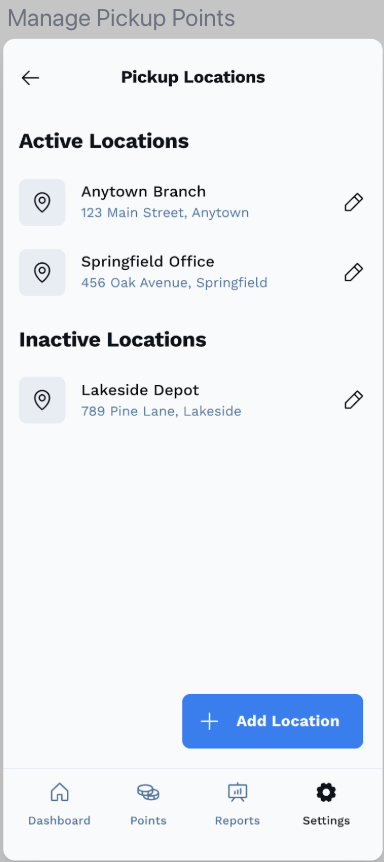 Manage Pickup Points
Pickup Locations
Active Locations
Anytown Branch
123 Main Street, Anytown
Springfield Office
456 Oak Avenue, Springfield
Inactive Locations
Lakeside Depot
789 Pine Lane, Lakeside
Add Location
Dashboard
Points
Reports
Settings